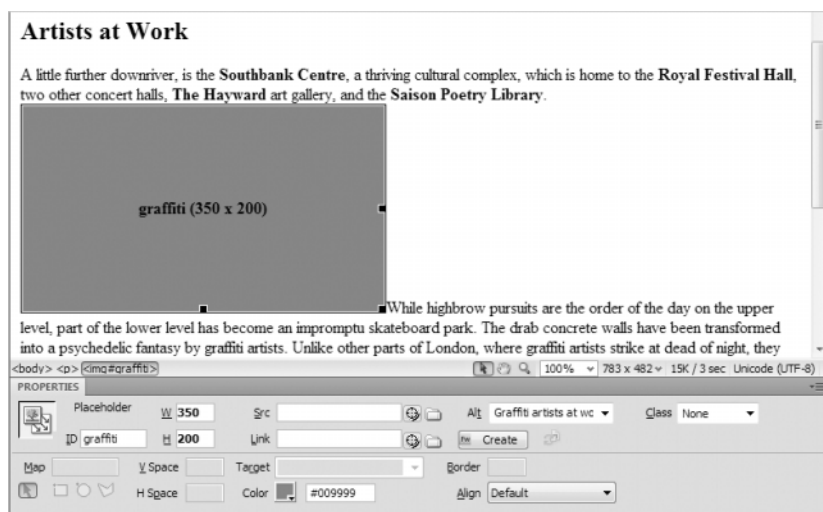 Artists at Work
A little further downriver, is the Southbank Centre, a thriving cultural complex, which is home to the Royal Festival Hall,
two other concert halls, The Hayward art gallery, and the Saison Poetry Library.
graffiti (350 x 200)
While highbrow pursuits are the order of the day on the upper
level, part of the lower level has become an impromptu skateboard park. The drab concrete walls have been transformed
into a psychedelic fantasy by graffiti artists. Unlike other parts of London, where graffiti artists strike at dead of night, they
<body> <p> <img#graffiti> 100% 783 x 482 15K / 3 sec Unicode (UTF-8)
PROPERTIES
Placeholder W 350 Src Alt Graffiti artists at wc Class None
ID graffiti H 200 Link Fw Create
Map V Space Target Border
H Space Color #009999 Align Default